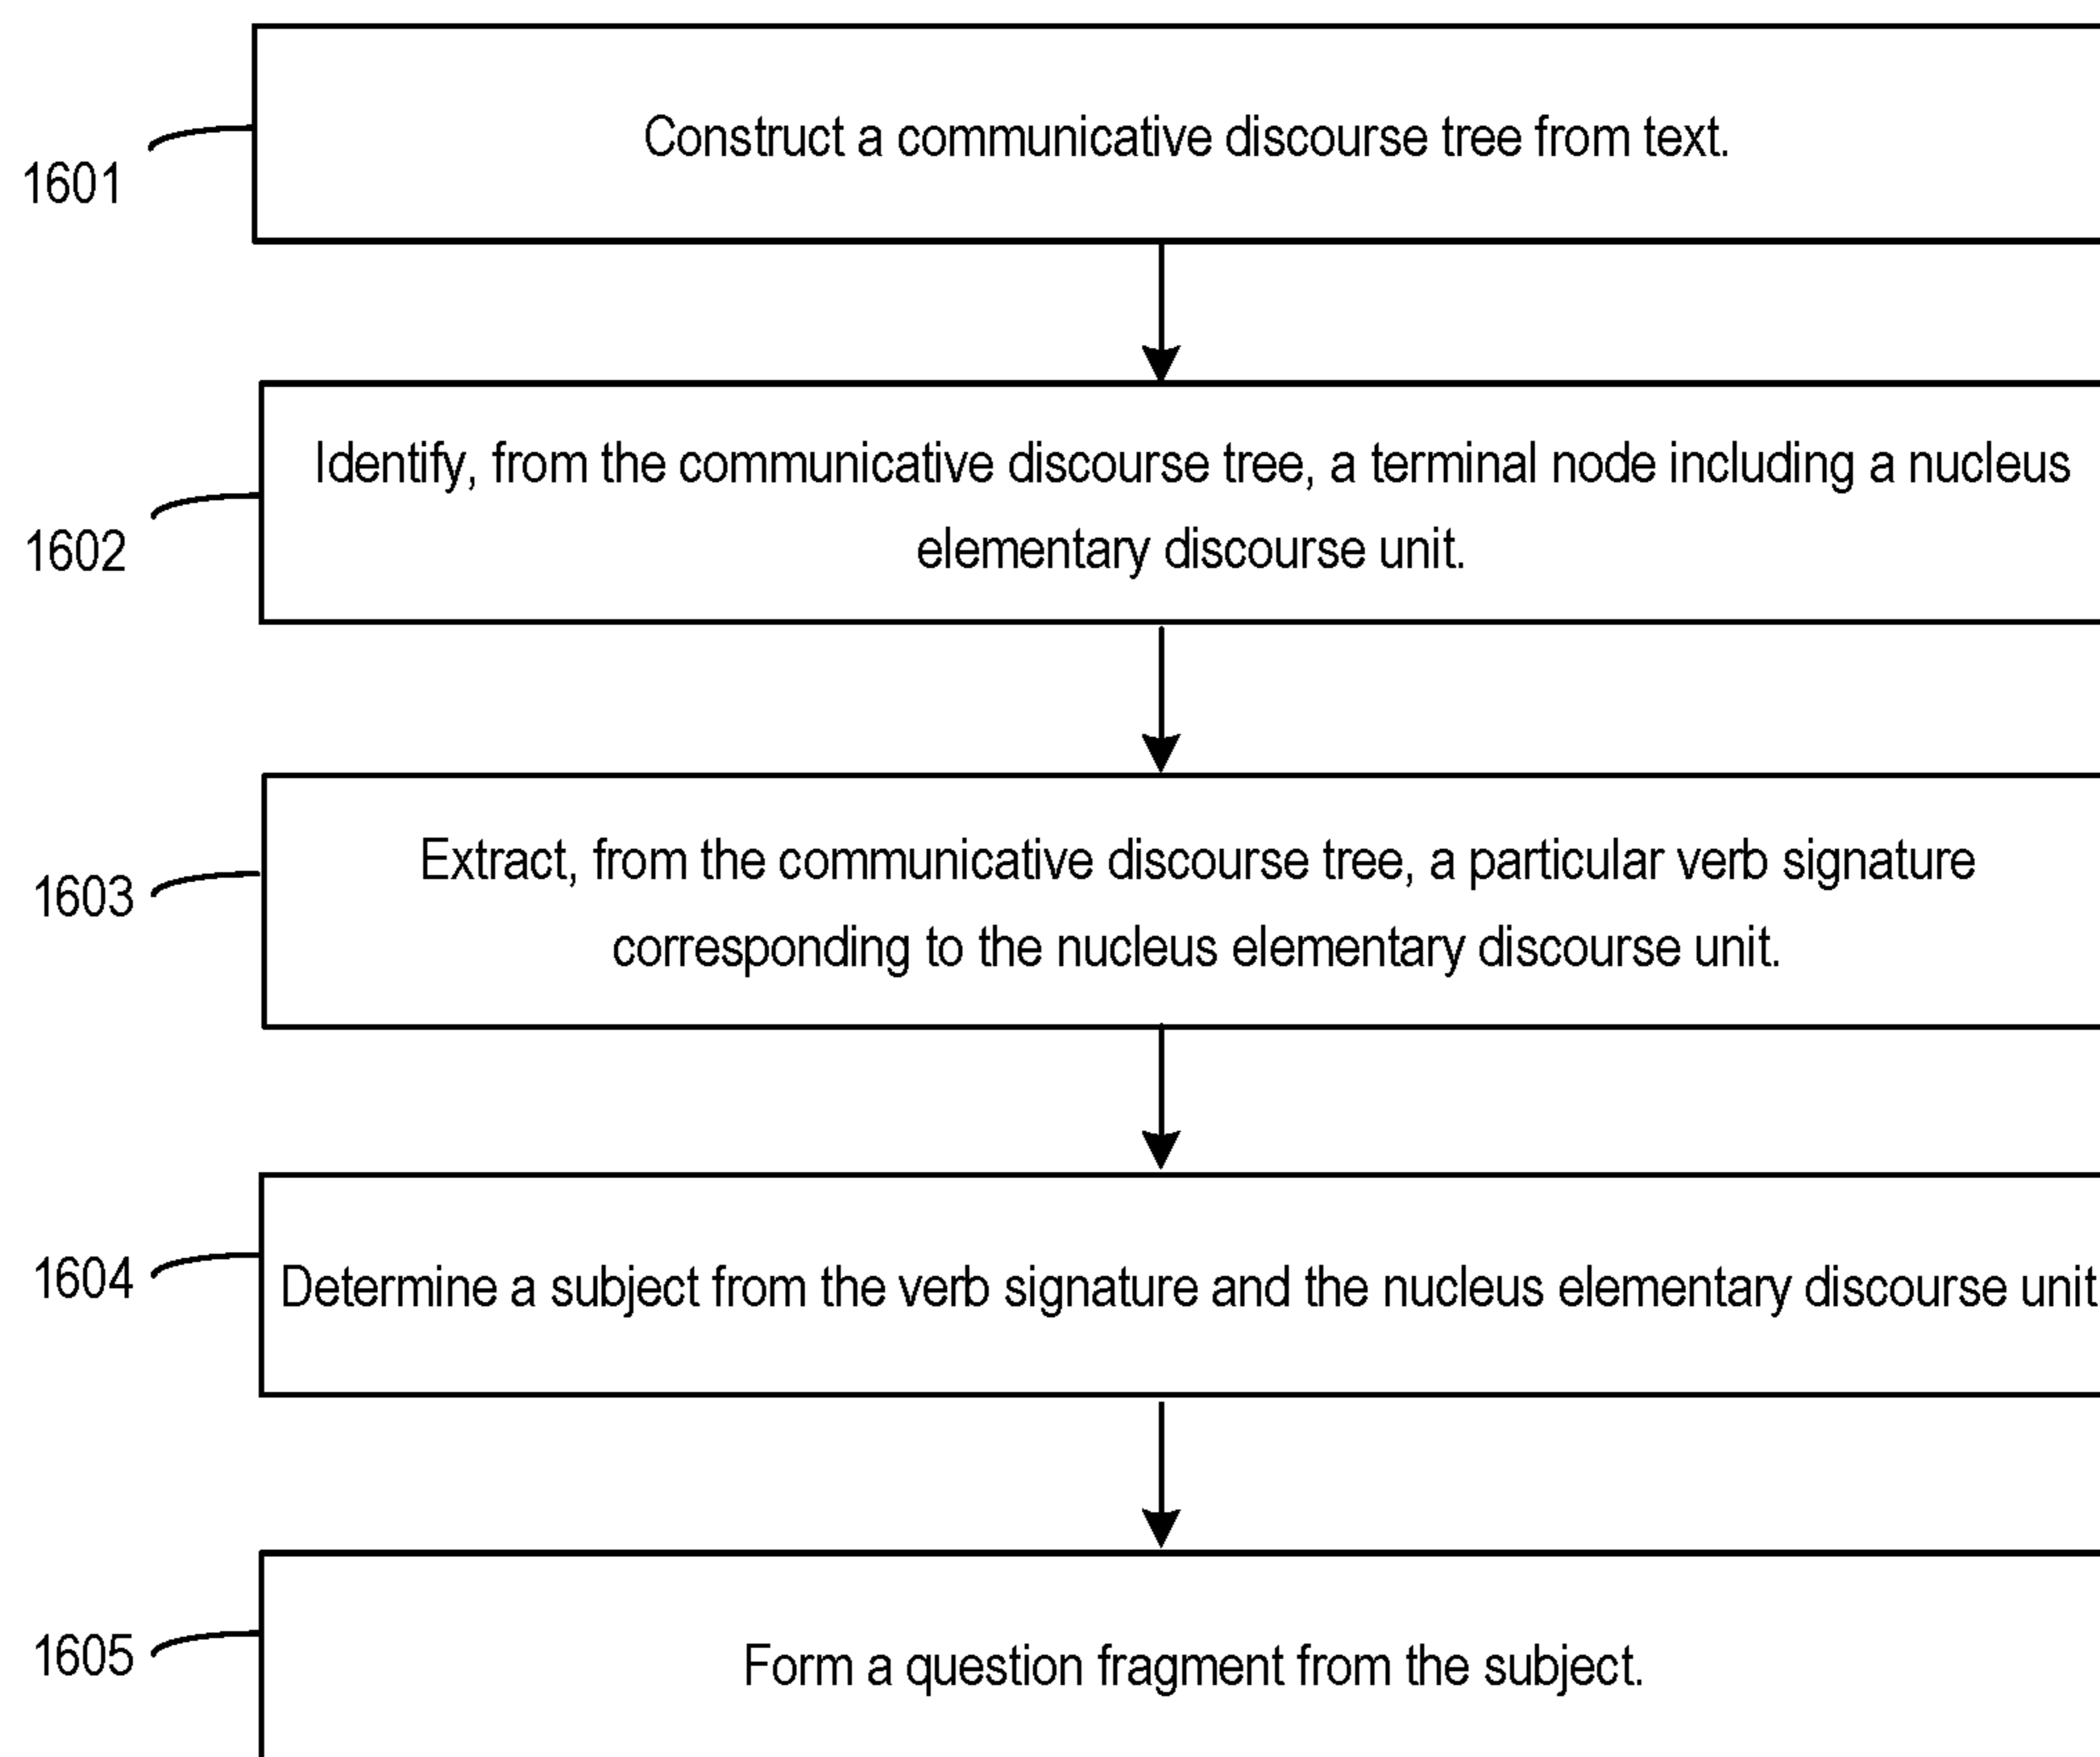 Construct a communicative discourse tree from text.
1601
Identify, from the communicative discourse tree, a terminal node including a nucleus
elementary discourse unit.
1602
Extract, from the communicative discourse tree, a particular verb signature
corresponding to the nucleus elementary discourse unit.
1603
Determine a subject from the verb signature and the nucleus elementary discourse unit
1604
Form a question fragment from the subject.
1605